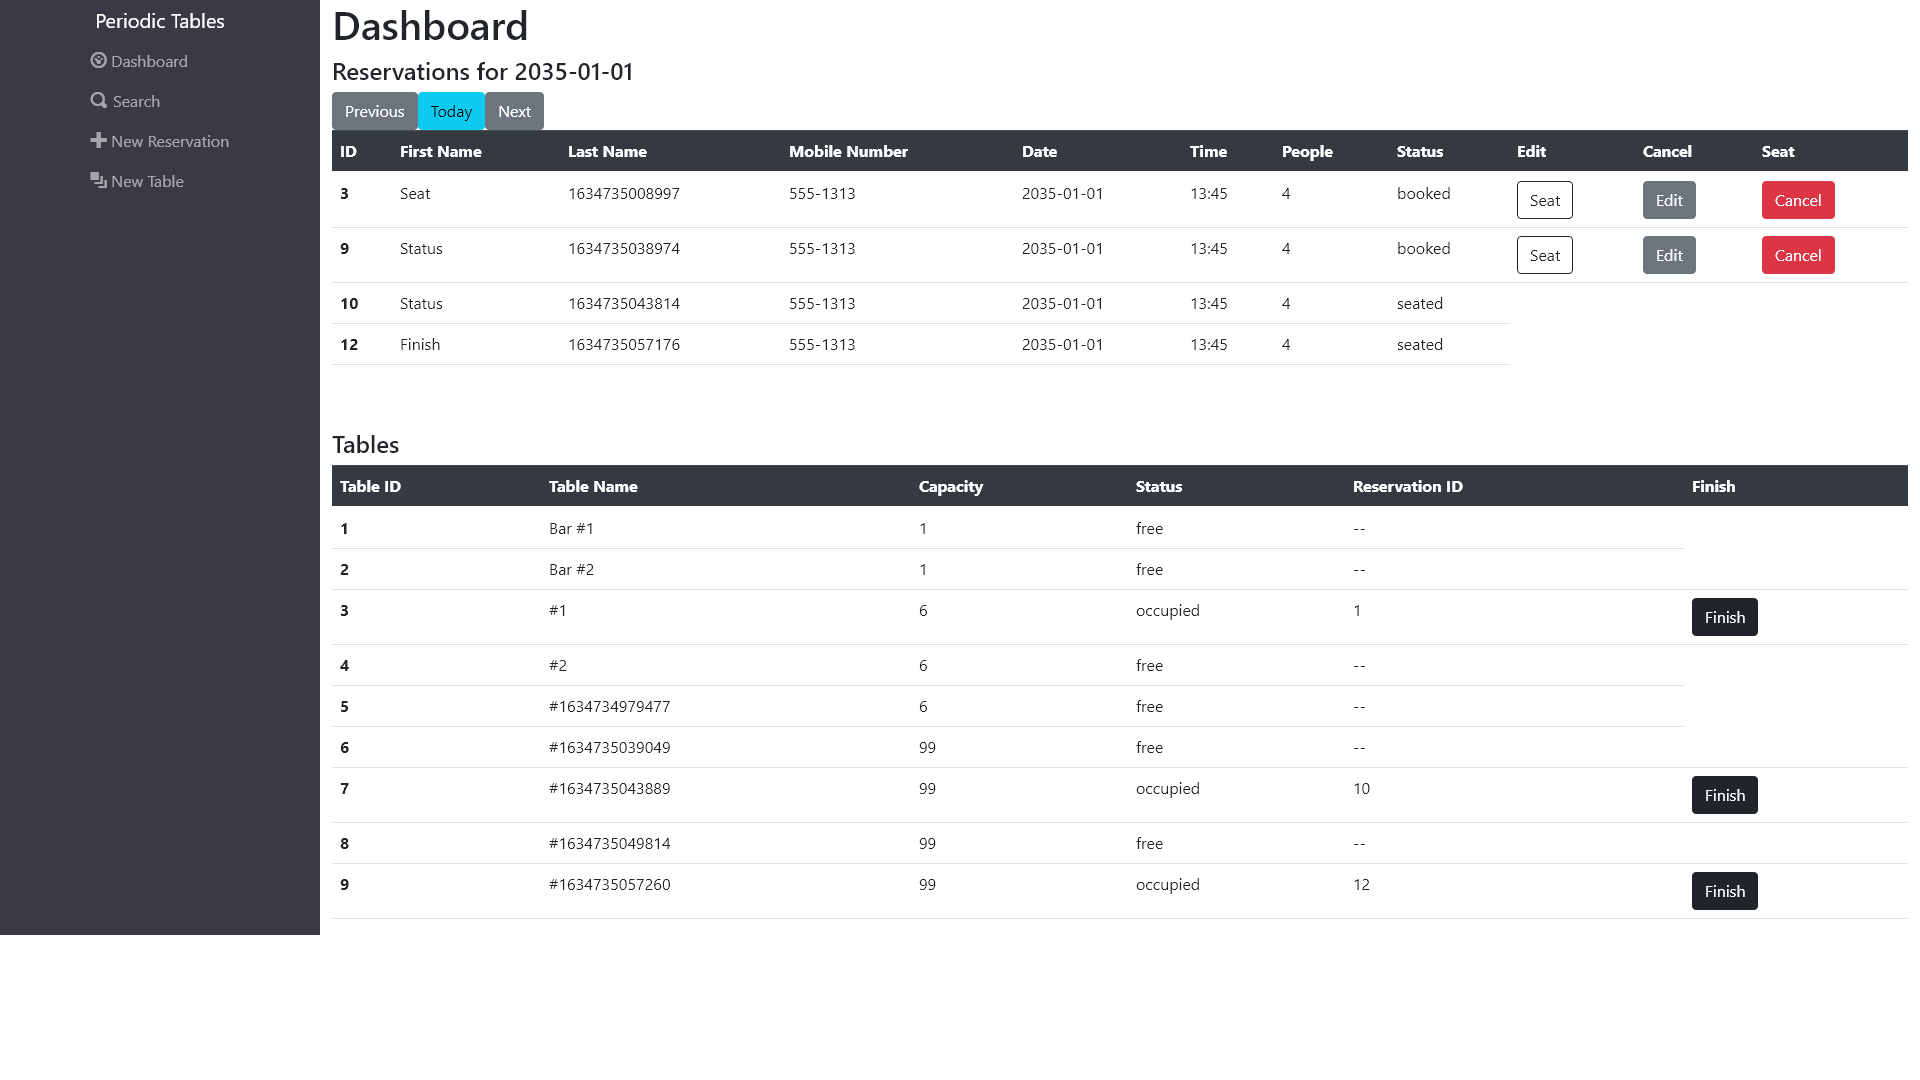 Periodic Tables
Dashboard
Search
New Reservation
New Table
Dashboard
Reservations for 2035-01-01
Previous Today Next
ID First Name Last Name Mobile Number Date Time People Status Edit Cancel Seat
3 Seat 1634735008997 555-1313 2035-01-01 13:45 4 booked Seat Edit Cancel
9 Status 1634735038974 555-1313 2035-01-01 13:45 4 booked Seat Edit Cancel
10 Status 1634735043814 555-1313 2035-01-01 13:45 4 seated
12 Finish 1634735057176 555-1313 2035-01-01 13:45 4 seated
Tables
Table ID Table Name Capacity Status Reservation ID Finish
1 Bar #1 1 free --
2 Bar #2 1 free --
3 #1 6 occupied 1 Finish
4 #2 6 free --
5 #1634734979477 6 free --
6 #1634735039049 99 free --
7 #1634735043889 99 occupied 10 Finish
8 #1634735049814 99 free --
9 #1634735057260 99 occupied 12 Finish